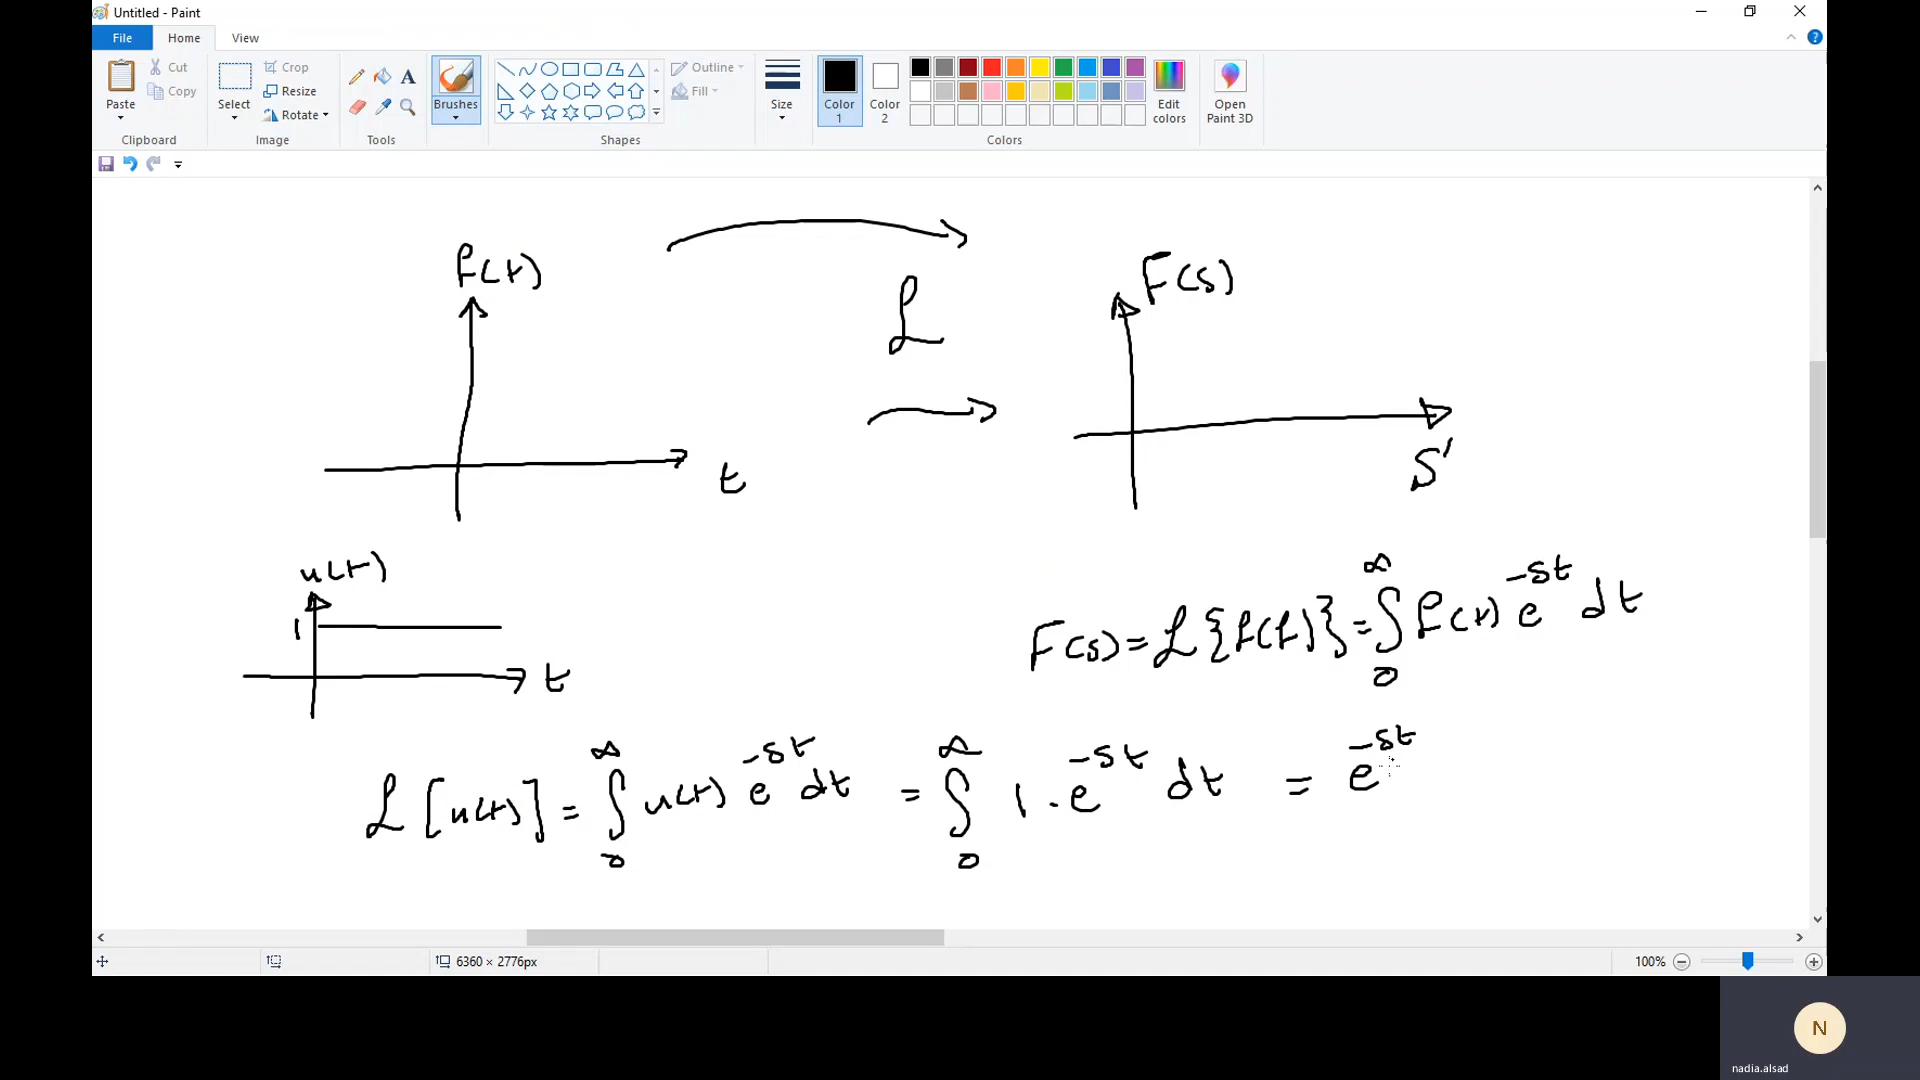 Untitled - Paint
File Home View
Paste Cut Copy Clipboard
Select Crop Resize Rotate Image
A Tools
Brushes
Shapes Outline Fill
Size
Color 1 Color 2 Edit colors Colors
Open Paint 3D
f(t)
F(s)
ℒ
t
S
u(t)
1
t
F(s) = ℒ{f(t)} = ∫₀^∞ f(t) e^{-st} dt
ℒ[u(t)] = ∫₀^∞ u(t) e^{-st} dt = ∫₀^∞ 1 · e^{-st} dt = e^{-st}
6360 × 2776px 100%
N
nadia.alsad